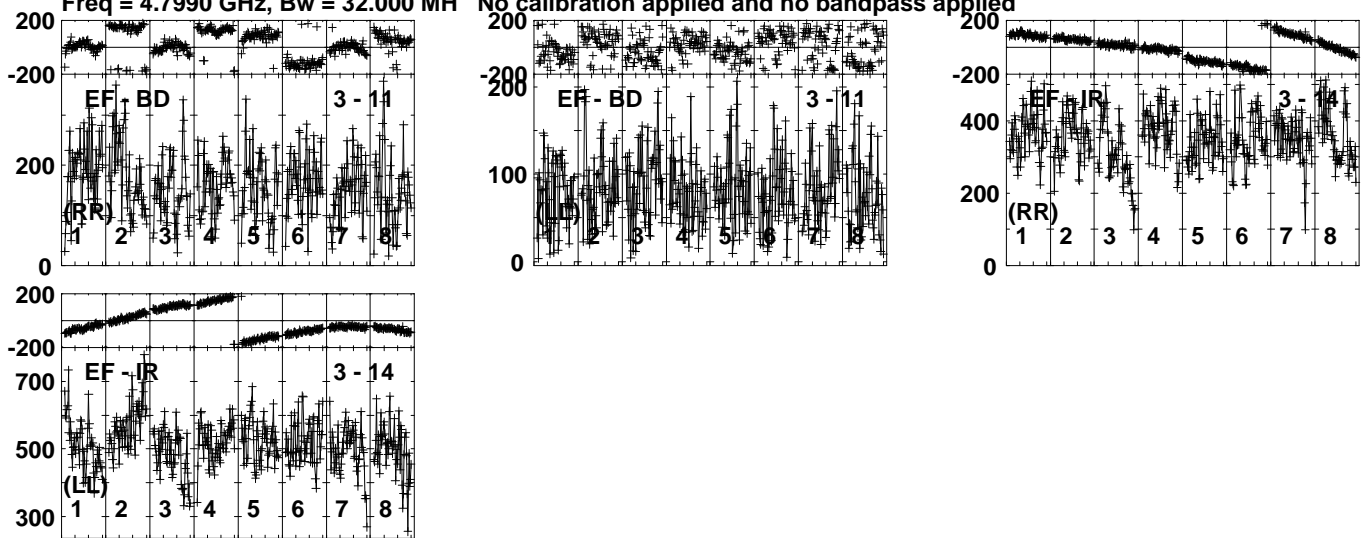 Freq = 4.7990 GHz, Bw = 32.000 MH No calibration applied and no bandpass applied
200
-200
EF - BD 3 - 11
200
(RR)
1 2 3 4 5 6 7 8
0
200
-200
200
EF - BD 3 - 11
100
(LL)
1 2 3 4 5 6 7 8
0
200
-200
EF - IR 3 - 14
400
200
(RR)
1 2 3 4 5 6 7 8
0
200
-200
EF - IR 3 - 14
700
500
(LL)
1 2 3 4 5 6 7 8
300